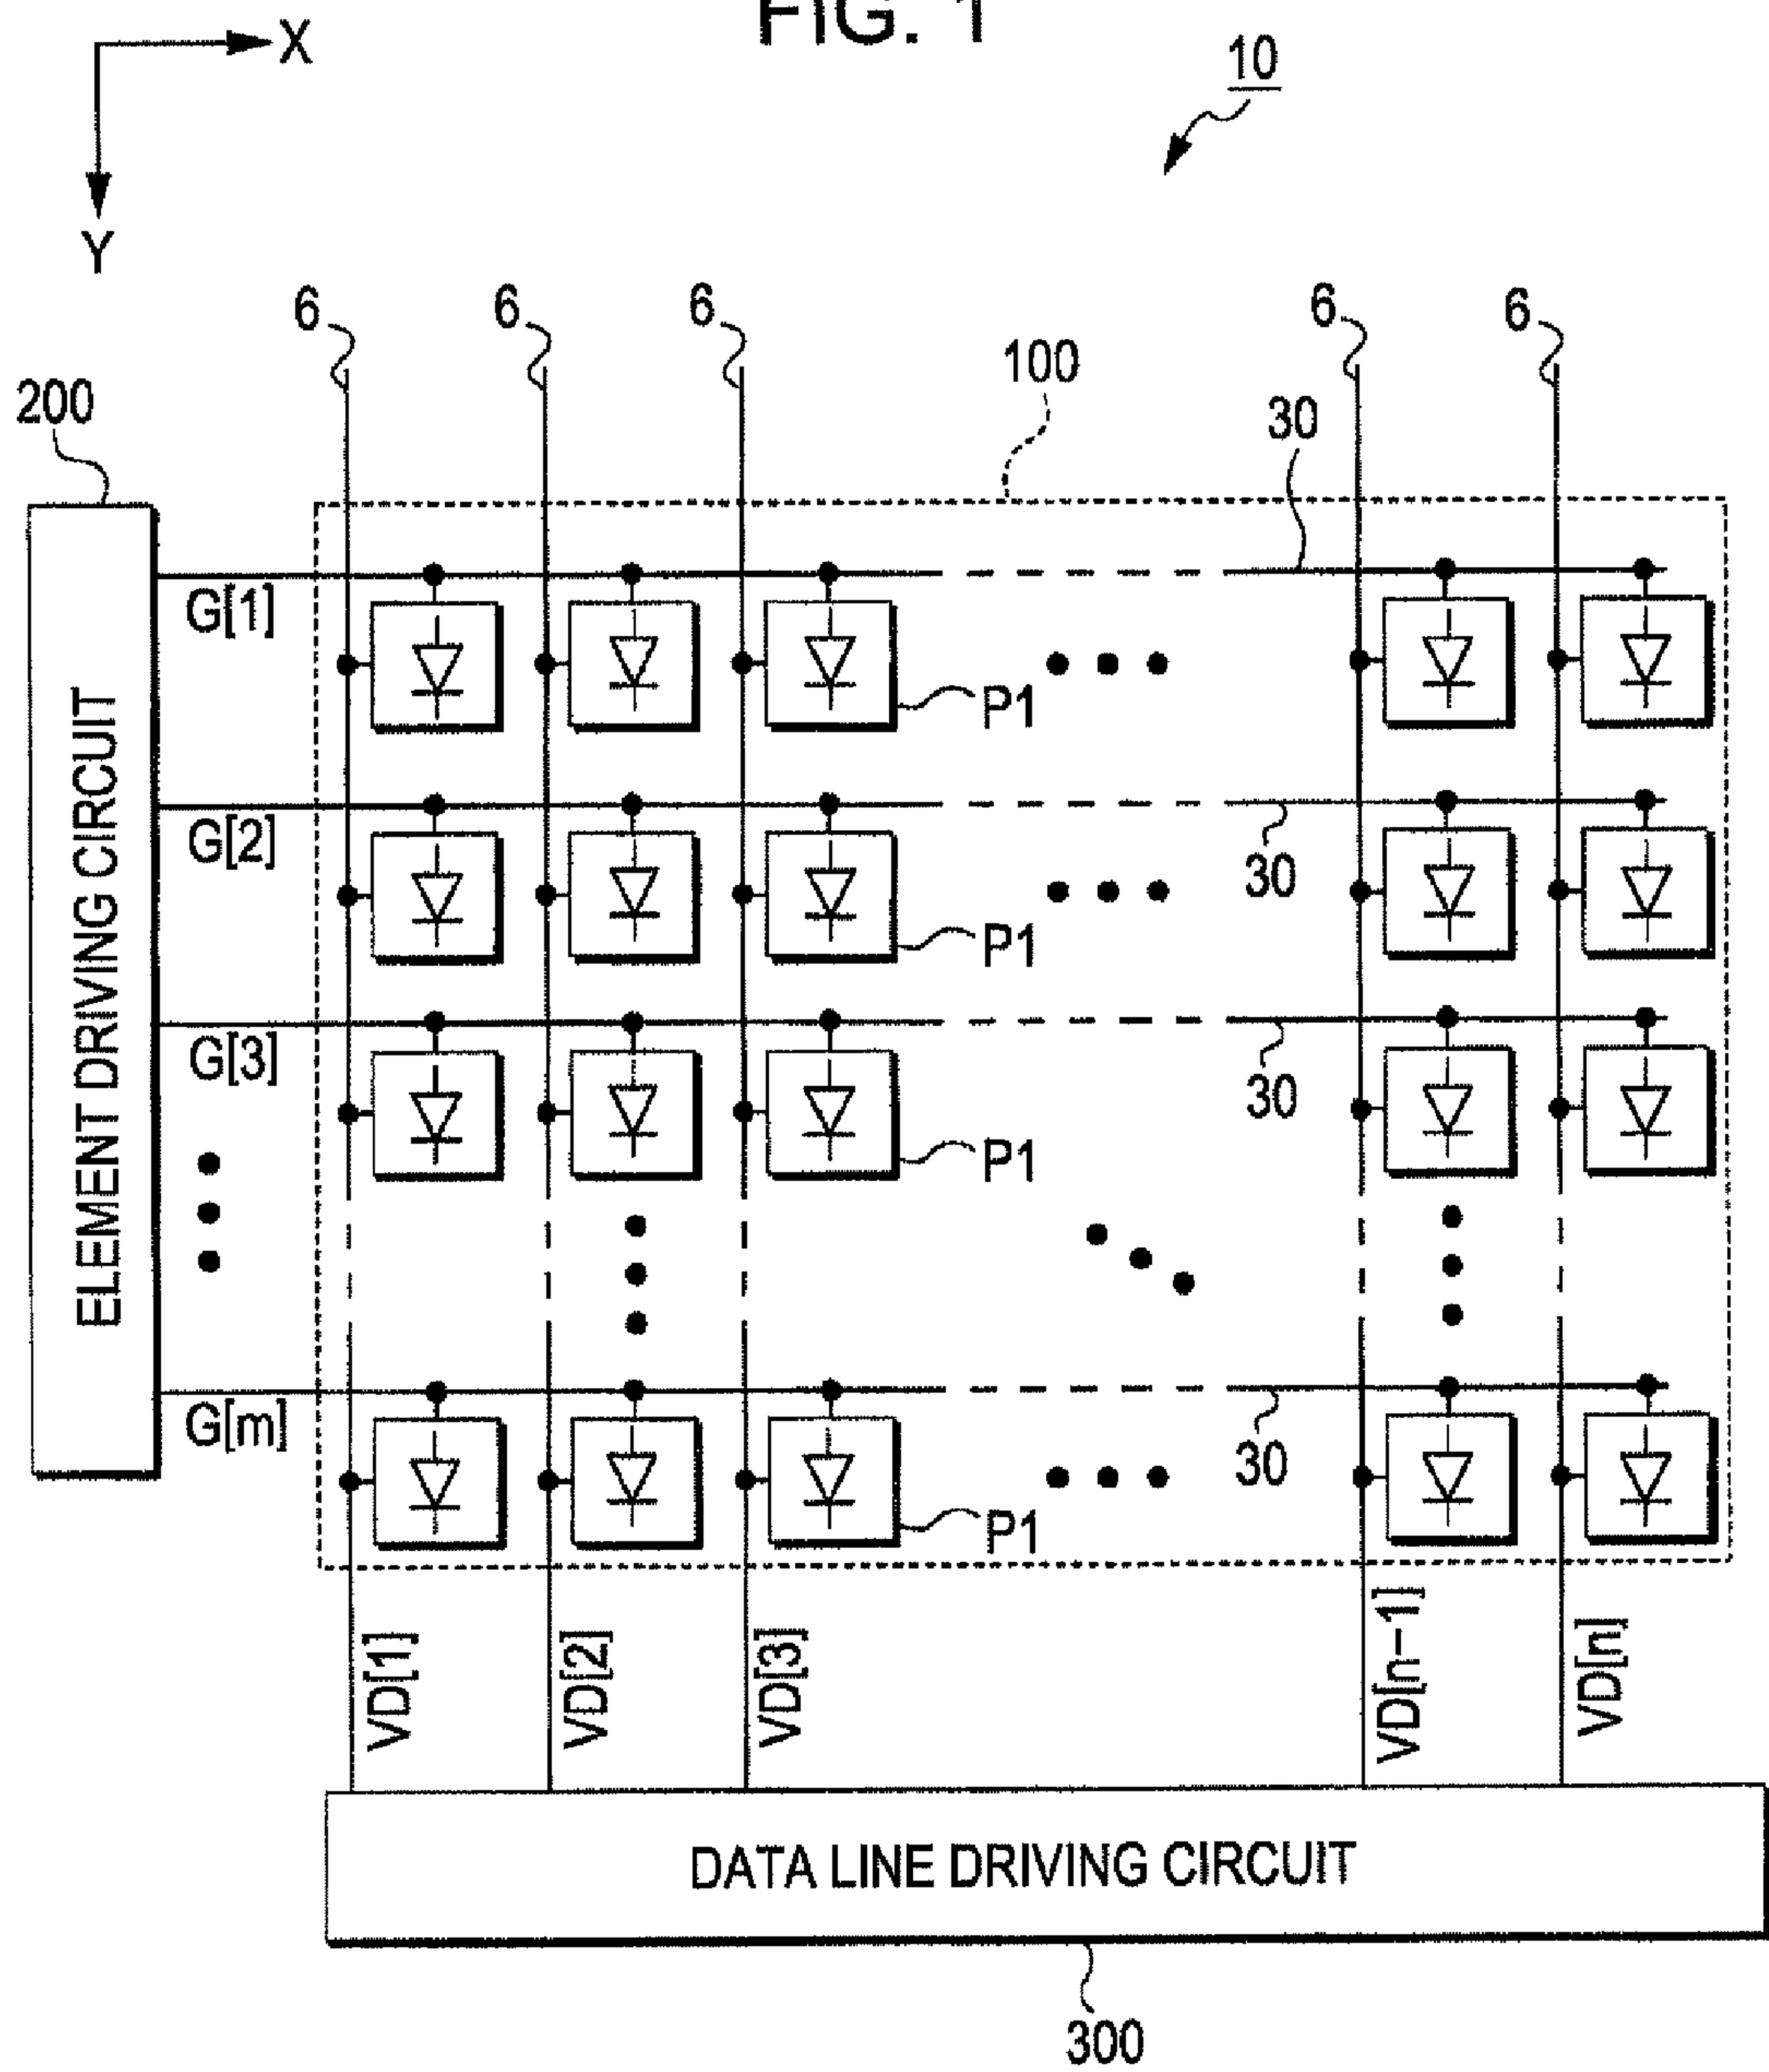 FIG. 1
X
10
Y
6 6 6 6 6
100
200
30
G[1]
P1
G[2]
30
P1
G[3]
30
P1
ELEMENT DRIVING CIRCUIT
G[m]
30
P1
VD[1] VD[2] VD[3] VD[n-1] VD[n]
DATA LINE DRIVING CIRCUIT
300